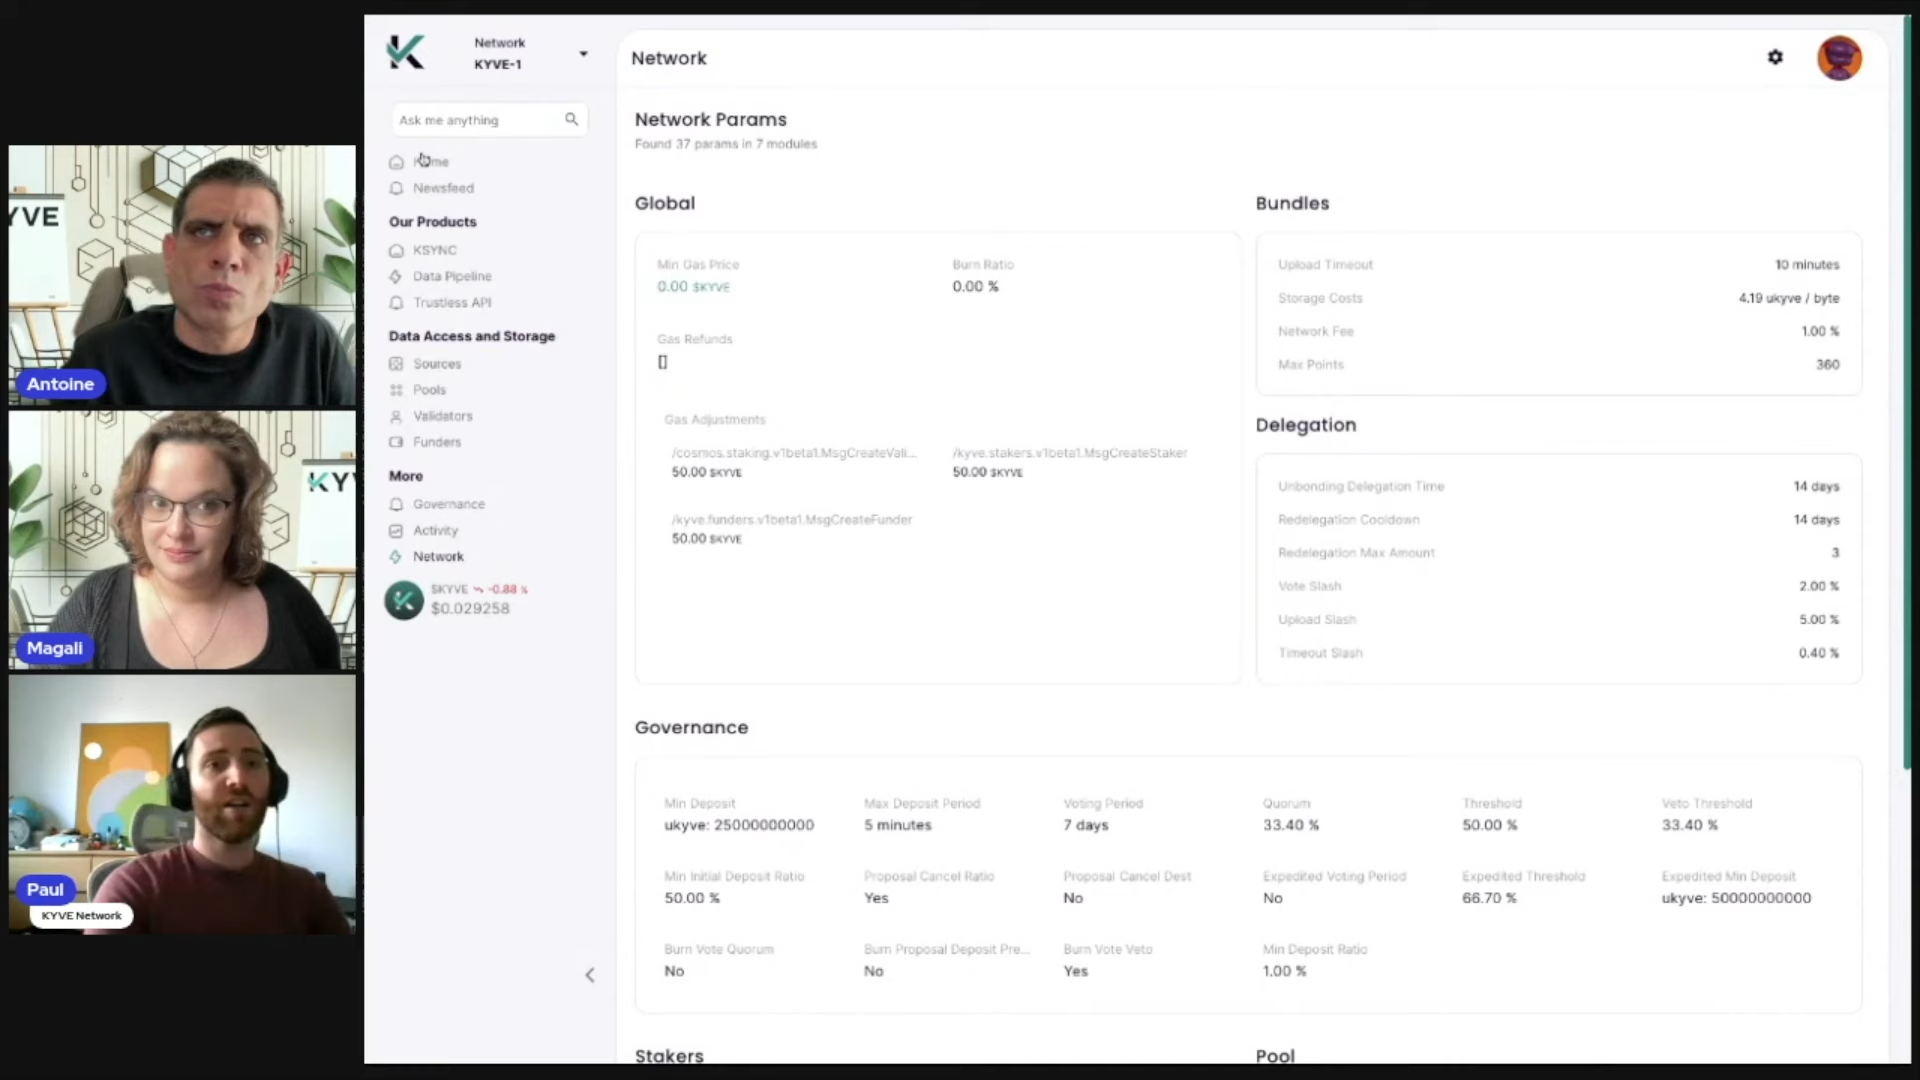 YVE
Antoine
KY
Magali
Paul
KYVE Network
Network
KYVE-1
Ask me anything
Newsfeed
Our Products
KSYNC
Data Pipeline
Trustless API
Data Access and Storage
Sources
Pools
Validators
Funders
More
Governance
Activity
Network
$KYVE -0.88 %
$0.029258
Network
Network Params
Found 37 params in 7 modules
Global
Min Gas Price
0.00 $KYVE
Burn Ratio
0.00 %
Gas Refunds
[]
Gas Adjustments
/cosmos.staking.v1beta1.MsgCreateVali...
50.00 $KYVE
/kyve.stakers.v1beta1.MsgCreateStaker
50.00 $KYVE
/kyve.funders.v1beta1.MsgCreateFunder
50.00 $KYVE
Bundles
Upload Timeout 10 minutes
Storage Costs 4.19 ukyve / byte
Network Fee 1.00 %
Max Points 360
Delegation
Unbonding Delegation Time 14 days
Redelegation Cooldown 14 days
Redelegation Max Amount 3
Vote Slash 2.00 %
Upload Slash 5.00 %
Timeout Slash 0.40 %
Governance
Min Deposit
ukyve: 25000000000
Max Deposit Period
5 minutes
Voting Period
7 days
Quorum
33.40 %
Threshold
50.00 %
Veto Threshold
33.40 %
Min Initial Deposit Ratio
50.00 %
Proposal Cancel Ratio
Yes
Proposal Cancel Dest
No
Expedited Voting Period
No
Expedited Threshold
66.70 %
Expedited Min Deposit
ukyve: 50000000000
Burn Vote Quorum
No
Burn Proposal Deposit Pre...
No
Burn Vote Veto
Yes
Min Deposit Ratio
1.00 %
Stakers
Pool